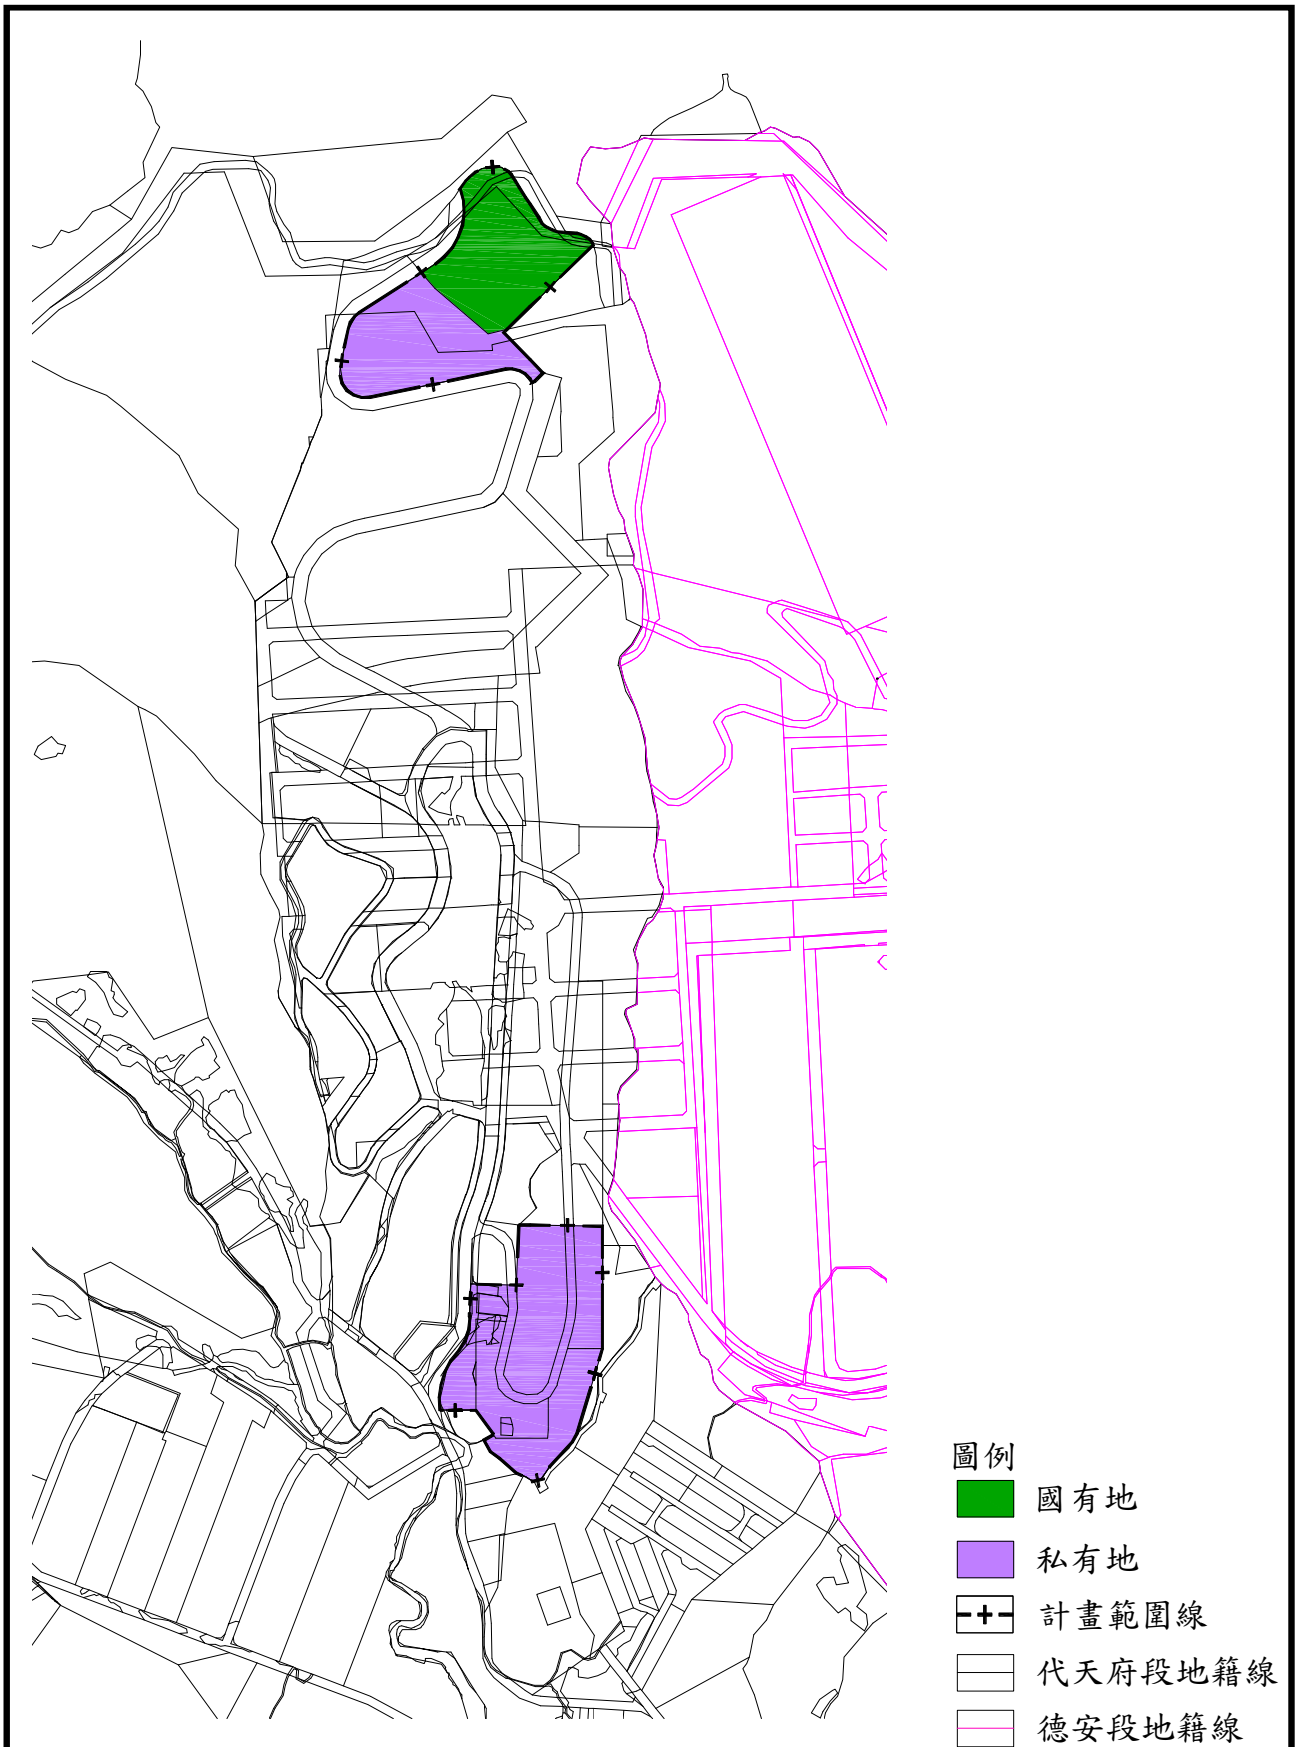 圖例
國有地
私有地
計畫範圍線
代天府段地籍線
德安段地籍線